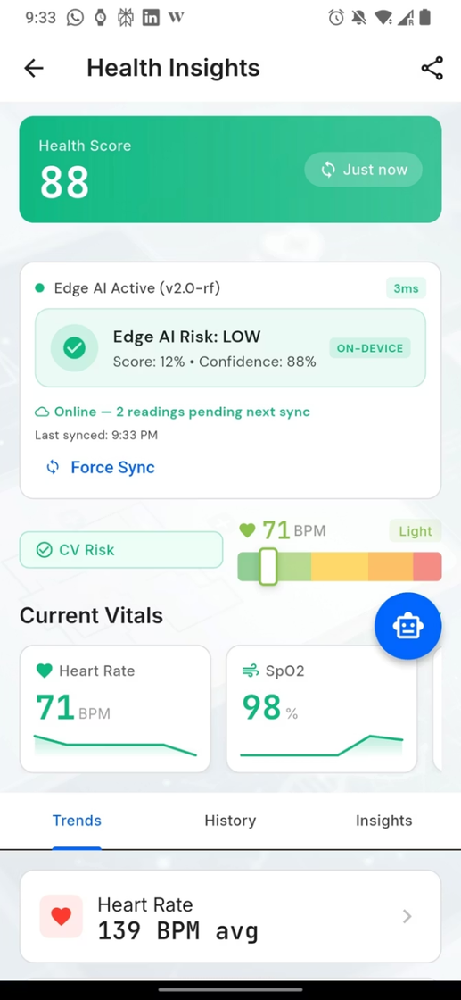 9:33
Health Insights
Health Score
88
Just now
Edge AI Active (v2.0-rf)
3ms
Edge AI Risk: LOW
Score: 12% • Confidence: 88%
ON-DEVICE
Online — 2 readings pending next sync
Last synced: 9:33 PM
Force Sync
CV Risk
71 BPM
Light
Current Vitals
Heart Rate
71 BPM
SpO2
98 %
Trends
History
Insights
Heart Rate
139 BPM avg